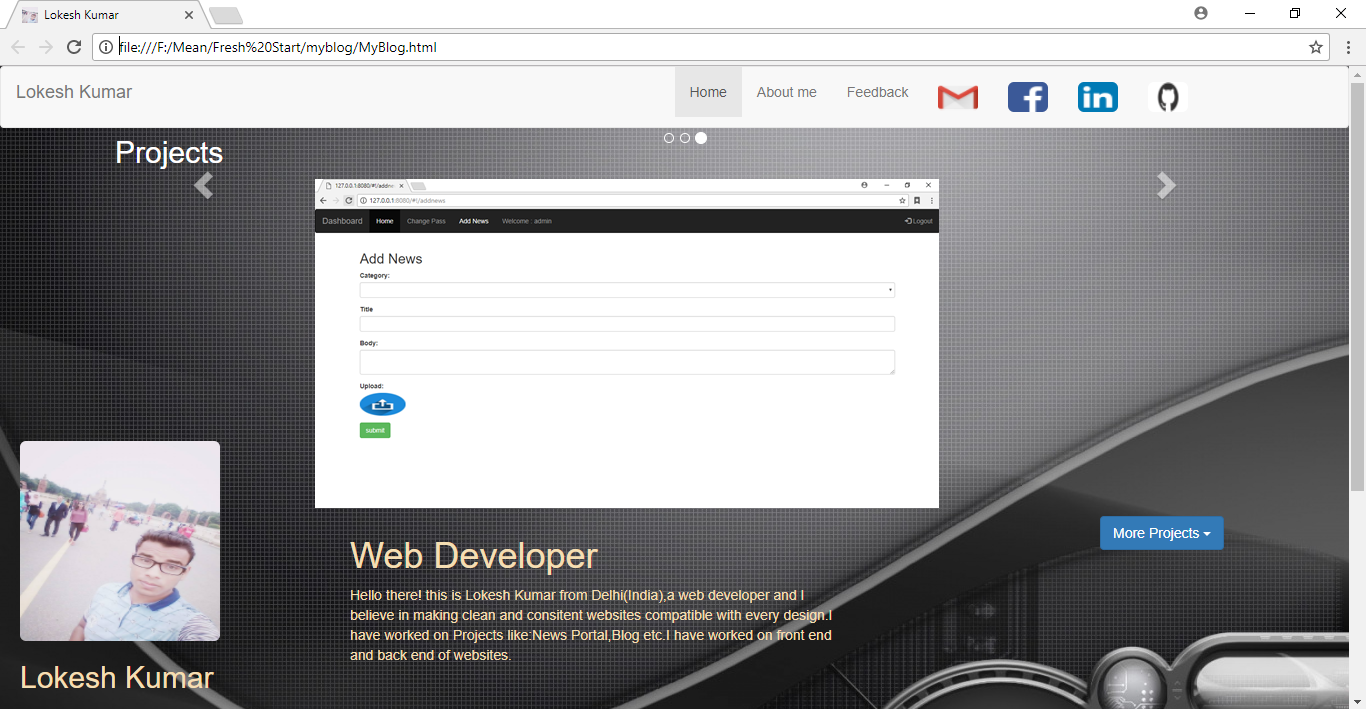 Lokesh Kumar
file:///F:/Mean/Fresh%20Start/myblog/MyBlog.html
Lokesh Kumar Home About me Feedback
Projects
127.0.0.1:8080/#!/addne
127.0.0.1:8080/#!/addnews
Dashboard Home Change Pass Add News Welcome : admin Logout
Add News
Category:
Title
Body:
Upload:
submit
More Projects
Web Developer
Hello there! this is Lokesh Kumar from Delhi(India),a web developer and I
believe in making clean and consitent websites compatible with every design.I
have worked on Projects like:News Portal,Blog etc.I have worked on front end
and back end of websites.
Lokesh Kumar